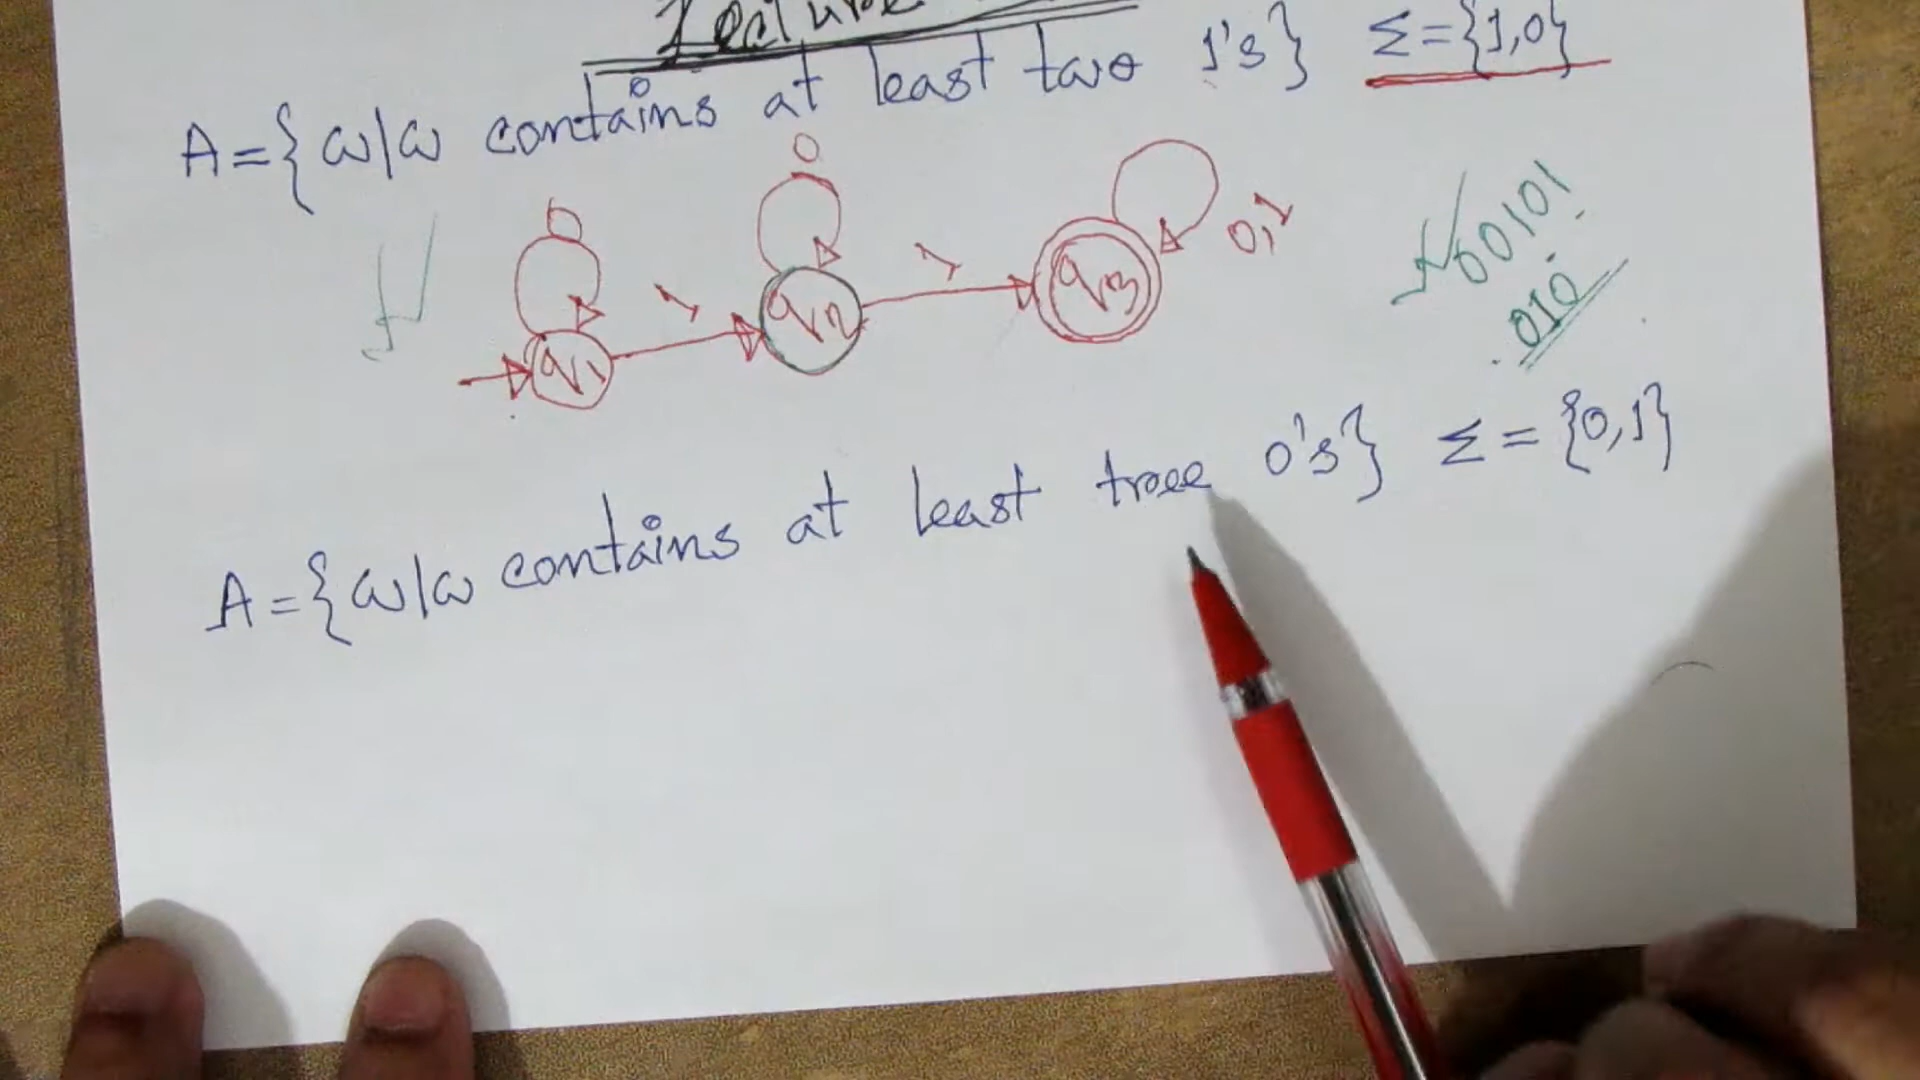 Lecture
A={ω|ω contains at least two 1's} Σ={1,0}
0 0 0,1
1 1
q1 q2 q3
00101
010
A={ω|ω contains at least tree 0's} Σ={0,1}